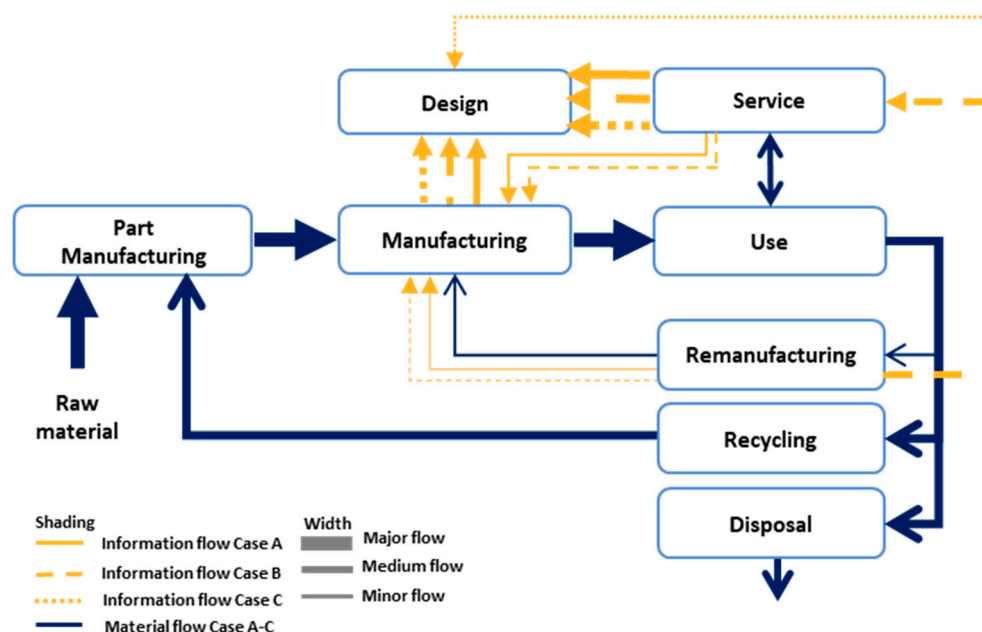 Design
Service
Part
Manufacturing
Manufacturing
Use
Remanufacturing
Raw
material
Recycling
Disposal
Shading
Information flow Case A
Information flow Case B
Information flow Case C
Material flow Case A-C
Width
Major flow
Medium flow
Minor flow